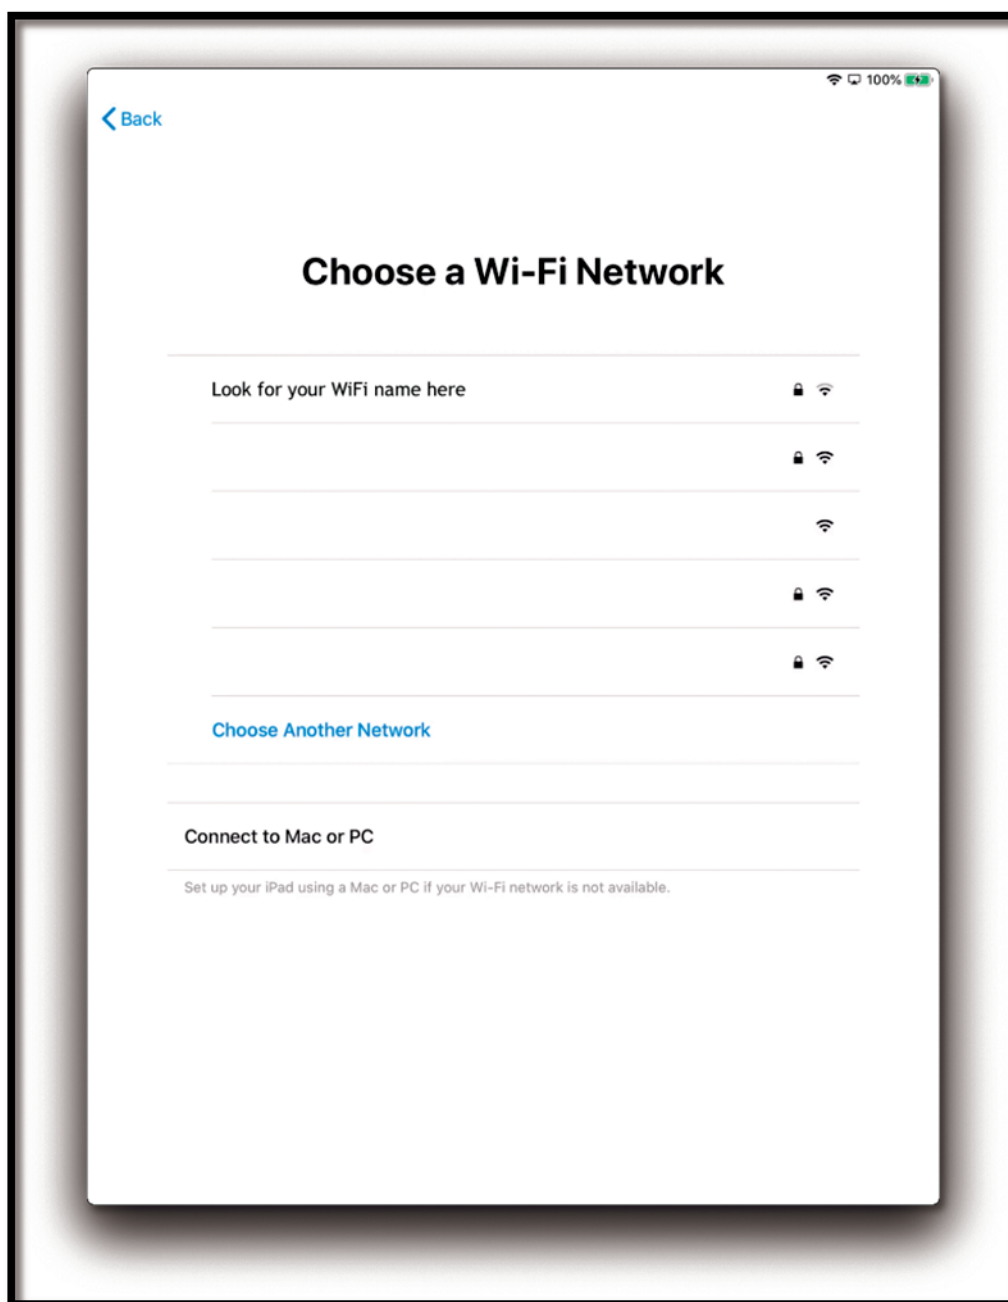 100%
Back
Choose a Wi-Fi Network
Look for your WiFi name here
Choose Another Network
Connect to Mac or PC
Set up your iPad using a Mac or PC if your Wi-Fi network is not available.